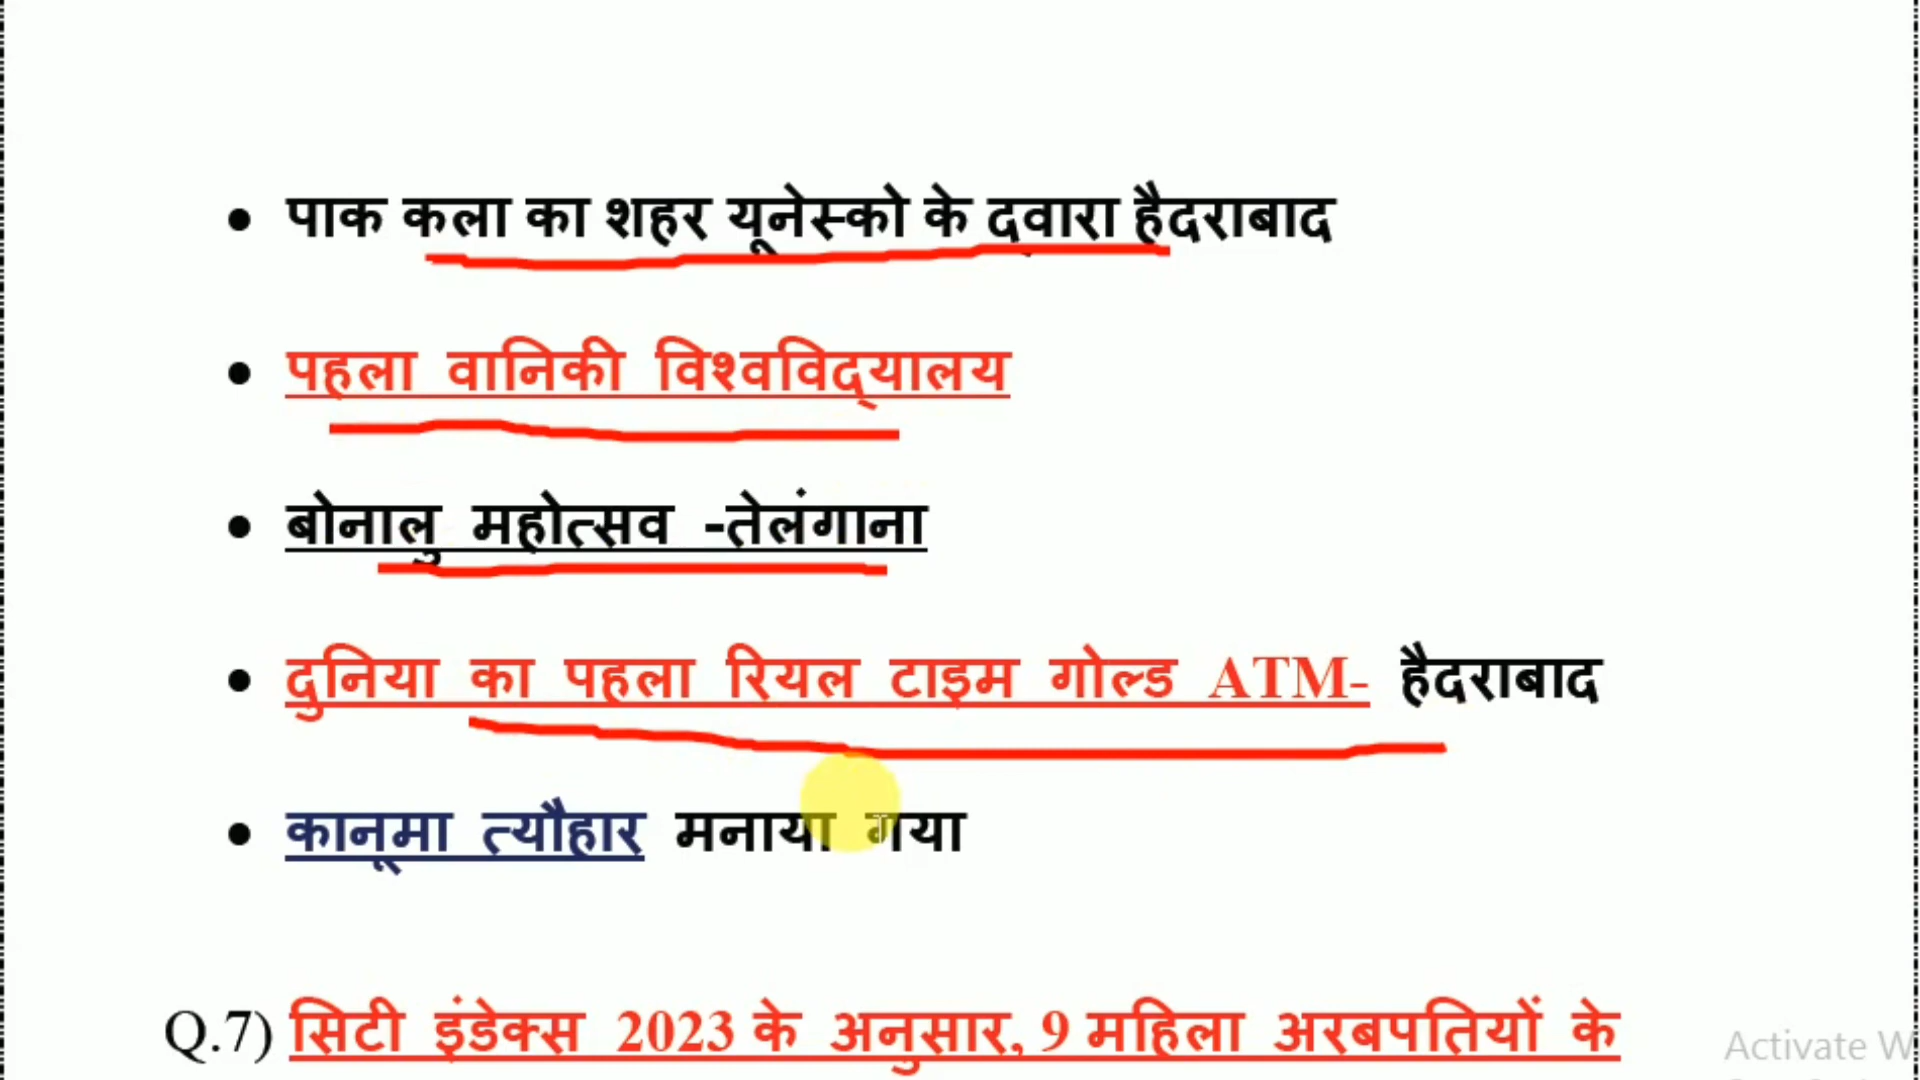 • पाक कला का शहर यूनेस्को के द्वारा हैदराबाद
• पहला वानिकी विश्वविद्यालय
• बोनालु महोत्सव -तेलंगाना
• दुनिया का पहला रियल टाइम गोल्ड ATM- हैदराबाद
• कानूमा त्यौहार मनाया गया
Q.7) सिटी इंडेक्स 2023 के अनुसार, 9 महिला अरबपतियों के
Activate W